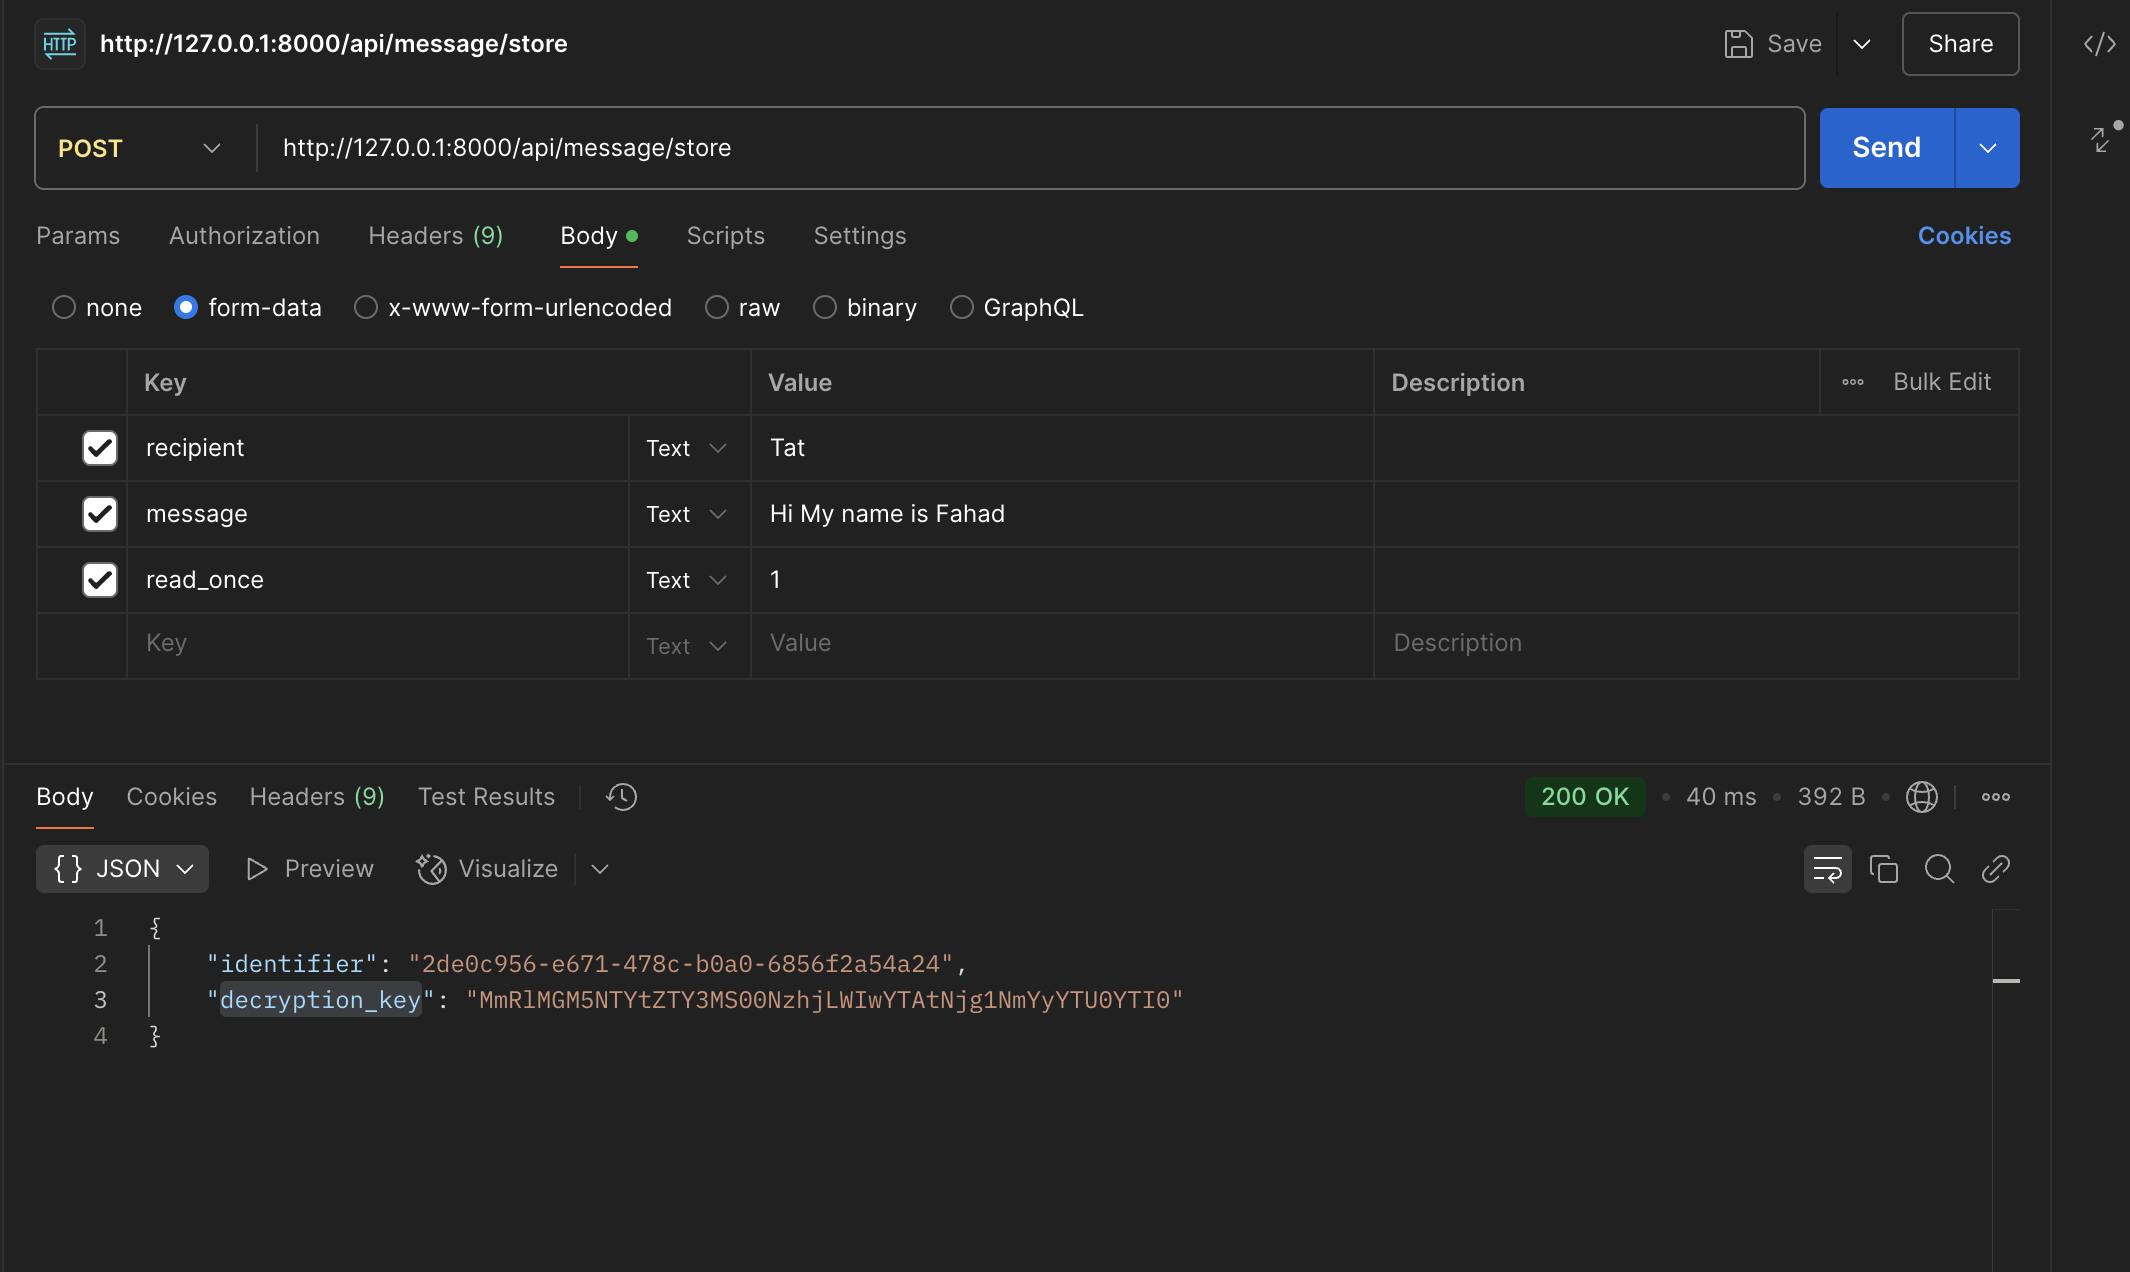 HTTP http://127.0.0.1:8000/api/message/store Save Share
POST http://127.0.0.1:8000/api/message/store Send
Params Authorization Headers (9) Body Scripts Settings Cookies
none form-data x-www-form-urlencoded raw binary GraphQL
Key Value Description Bulk Edit
recipient Text Tat
message Text Hi My name is Fahad
read_once Text 1
Key Text Value Description
Body Cookies Headers (9) Test Results 200 OK 40 ms 392 B
{} JSON Preview Visualize
1 {
2 "identifier": "2de0c956-e671-478c-b0a0-6856f2a54a24",
3 "decryption_key": "MmRlMGM5NTYtZTY3MS00NzhjLWIwYTAtNjg1NmYyYTU0YTI0"
4 }